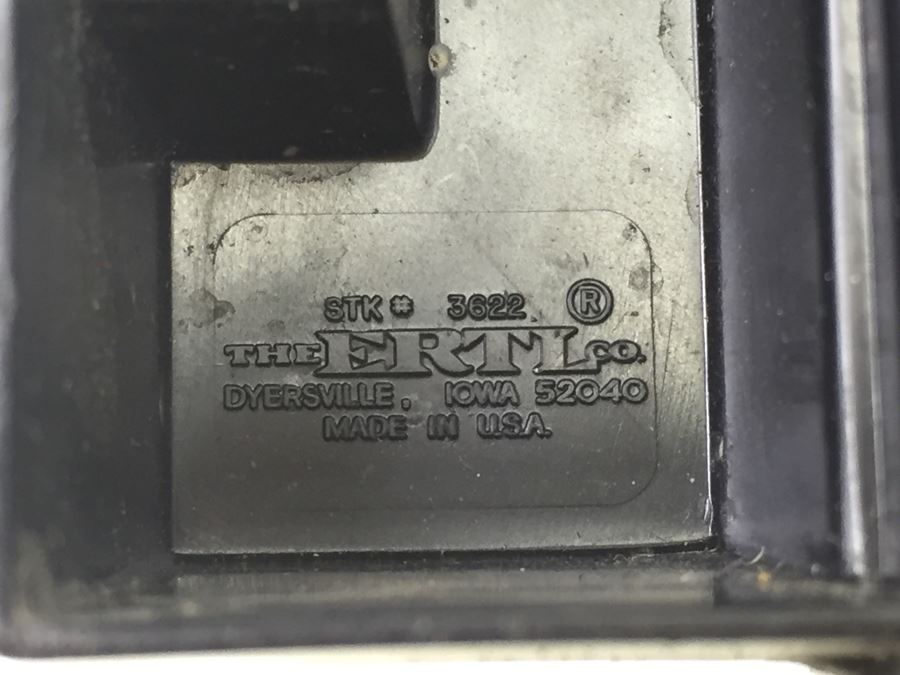 STK # 3622 ®
THE ERTL CO.
DYERSVILLE, IOWA 52040
MADE IN U.S.A.